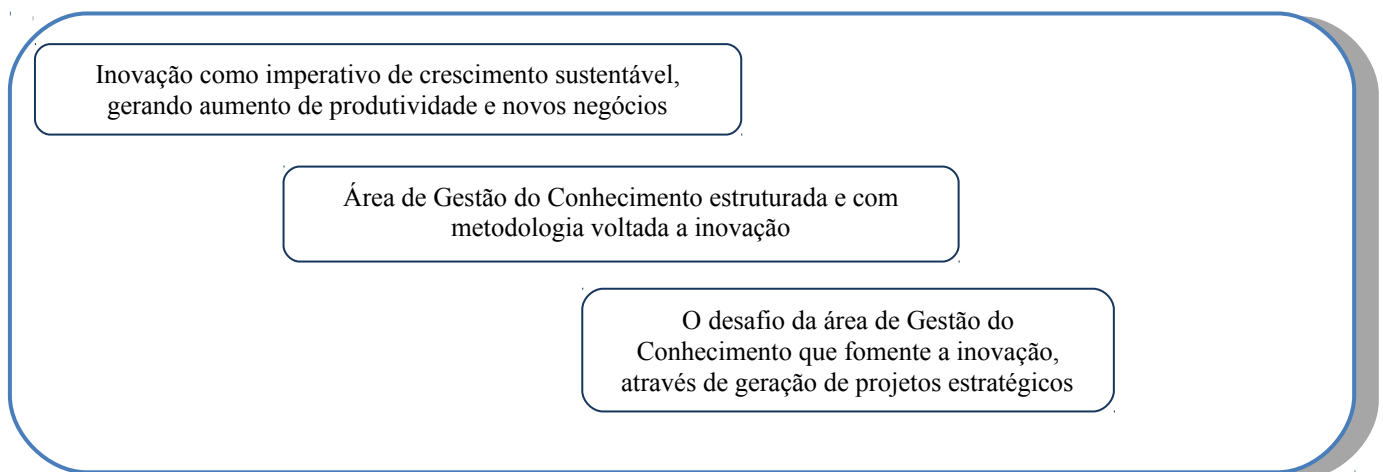 Inovação como imperativo de crescimento sustentável,
gerando aumento de produtividade e novos negócios
Área de Gestão do Conhecimento estruturada e com
metodologia voltada a inovação
O desafio da área de Gestão do
Conhecimento que fomente a inovação,
através de geração de projetos estratégicos